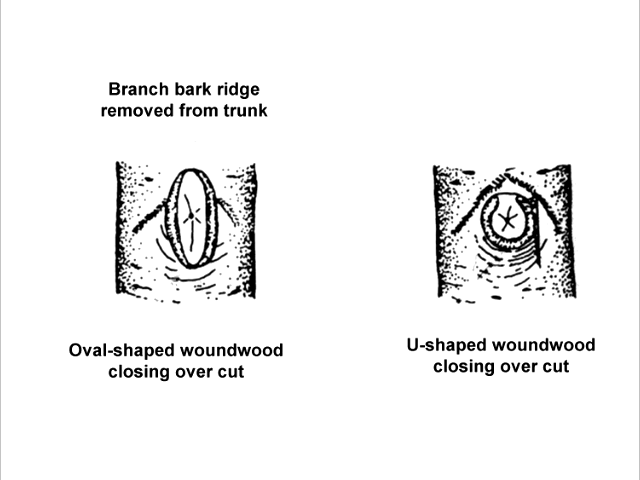 Branch bark ridge
removed from trunk
Oval-shaped woundwood
closing over cut
U-shaped woundwood
closing over cut